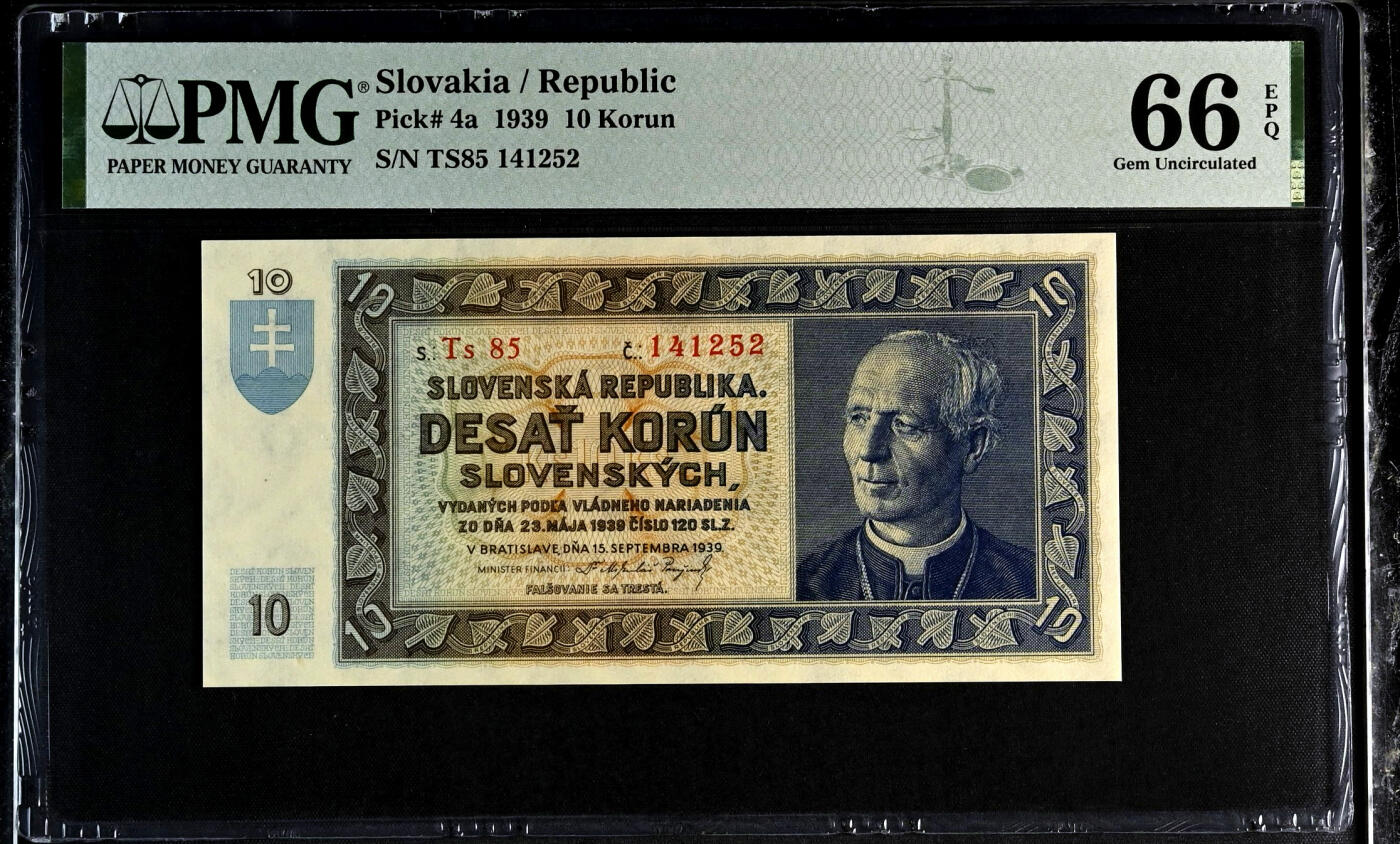 PMG®
PAPER MONEY GUARANTY
Slovakia / Republic
Pick# 4a 1939 10 Korun
S/N TS85 141252
66
EPQ
Gem Uncirculated
10
10
10
S.: Ts 85 Č.: 141252
SLOVENSKÁ REPUBLIKA.
DESAŤ KORÚN
SLOVENSKÝCH,
VYDANÝCH PODĽA VLÁDNEHO NARIADENIA
ZO DŇA 23. MÁJA 1939 ČÍSLO 120 SL. Z.
V BRATISLAVE, DŇA 15. SEPTEMBRA 1939.
MINISTER FINANCIÍ:
FALŠOVANIE SA TRESTÁ.
10
10
10